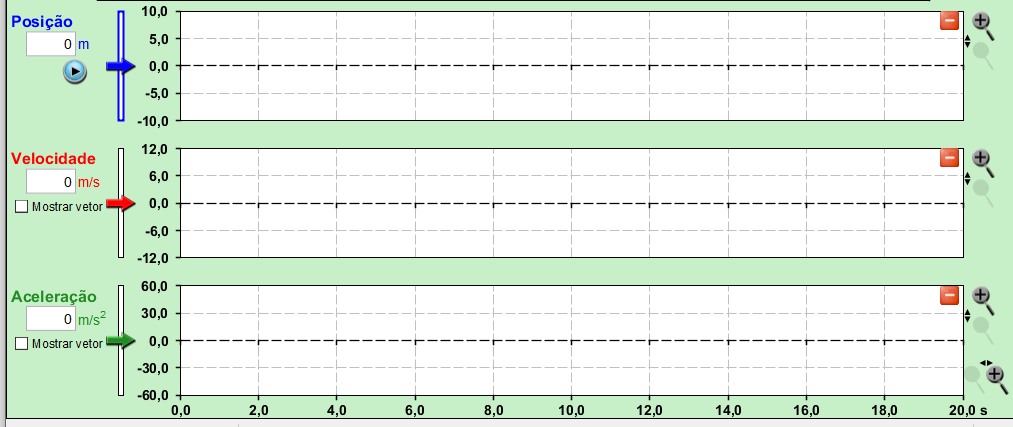 Posição
0 m
10,0
5,0
0,0
-5,0
-10,0
Velocidade
0 m/s
Mostrar vetor
12,0
6,0
0,0
-6,0
-12,0
Aceleração
0 m/s²
Mostrar vetor
60,0
30,0
0,0
-30,0
-60,0
0,0 2,0 4,0 6,0 8,0 10,0 12,0 14,0 16,0 18,0 20,0 s